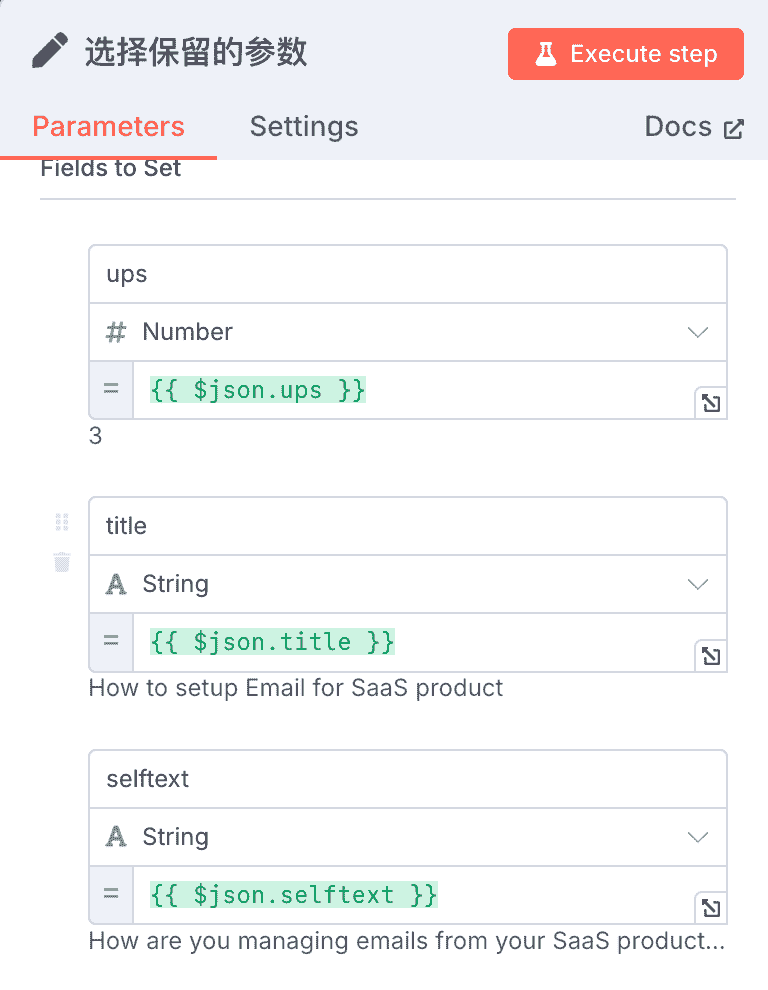 选择保留的参数
Execute step
Parameters
Settings
Docs
Fields to Set
ups
# Number
= {{ $json.ups }}
3
title
A String
= {{ $json.title }}
How to setup Email for SaaS product
selftext
A String
= {{ $json.selftext }}
How are you managing emails from your SaaS product...